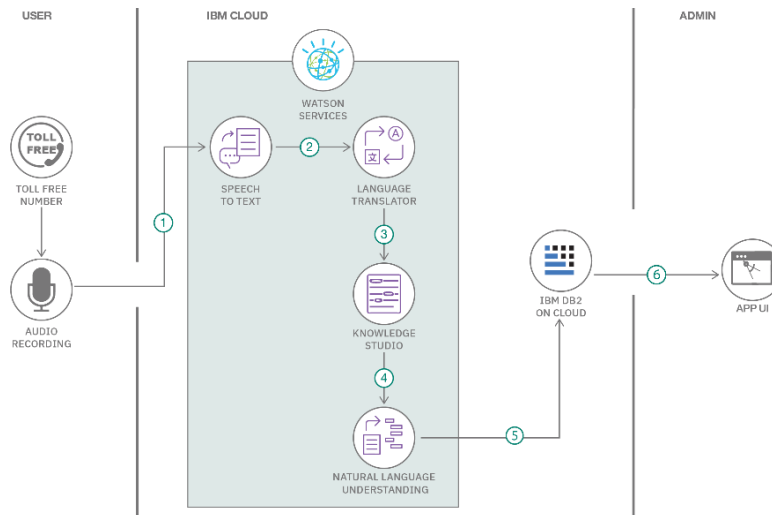 USER
IBM CLOUD
ADMIN
WATSON
SERVICES
TOLL
FREE
TOLL FREE
NUMBER
1
SPEECH
TO TEXT
2
A
文
LANGUAGE
TRANSLATOR
3
AUDIO
RECORDING
KNOWLEDGE
STUDIO
4
NATURAL LANGUAGE
UNDERSTANDING
5
IBM DB2
ON CLOUD
6
APP UI